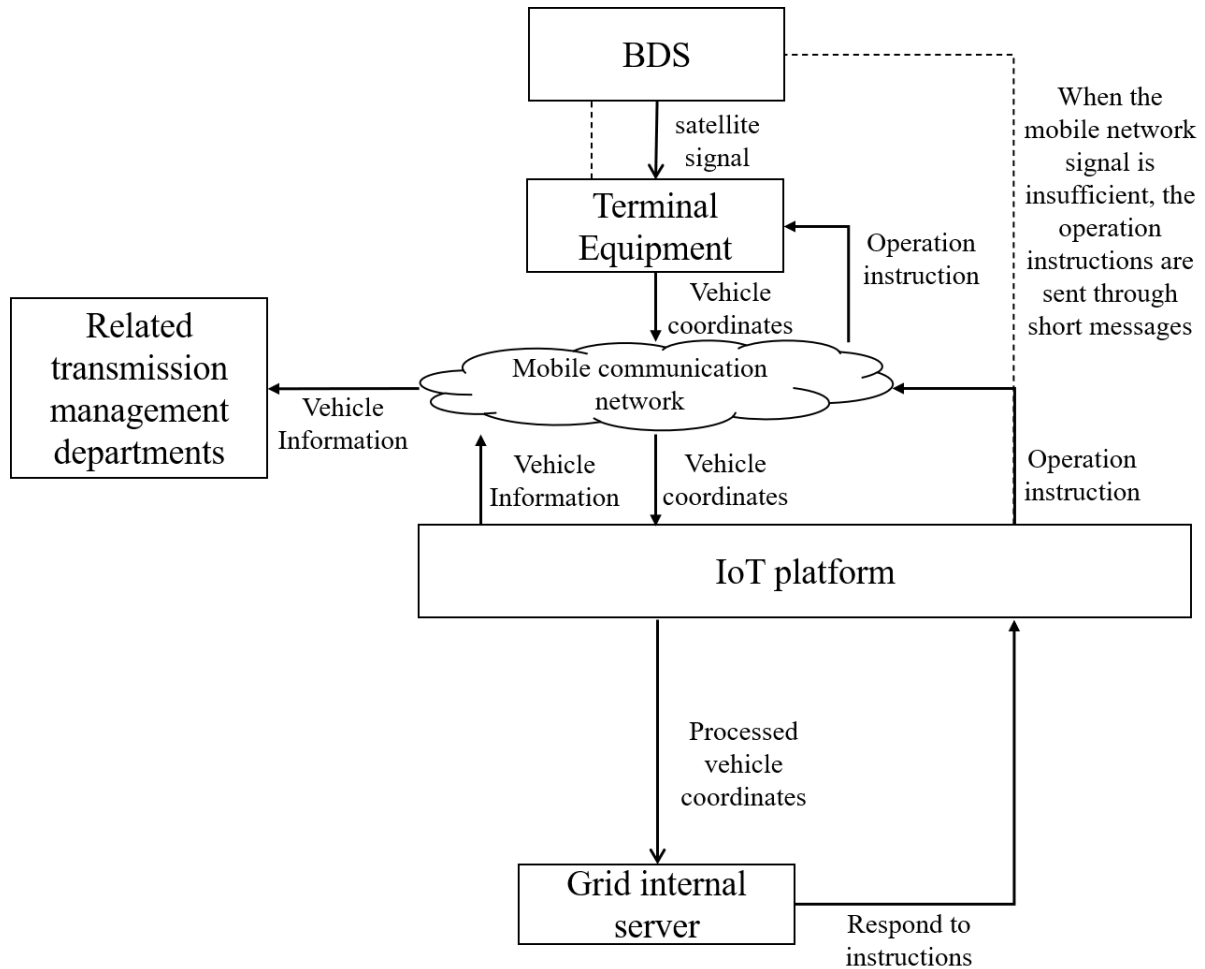 BDS
satellite
signal
When the
mobile network
signal is
insufficient, the
operation
instructions are
sent through
short messages
Terminal
Equipment
Operation
instruction
Vehicle
coordinates
Related
transmission
management
departments
Mobile communication
network
Vehicle
Information
Vehicle
Information
Vehicle
coordinates
Operation
instruction
IoT platform
Processed
vehicle
coordinates
Grid internal
server
Respond to
instructions